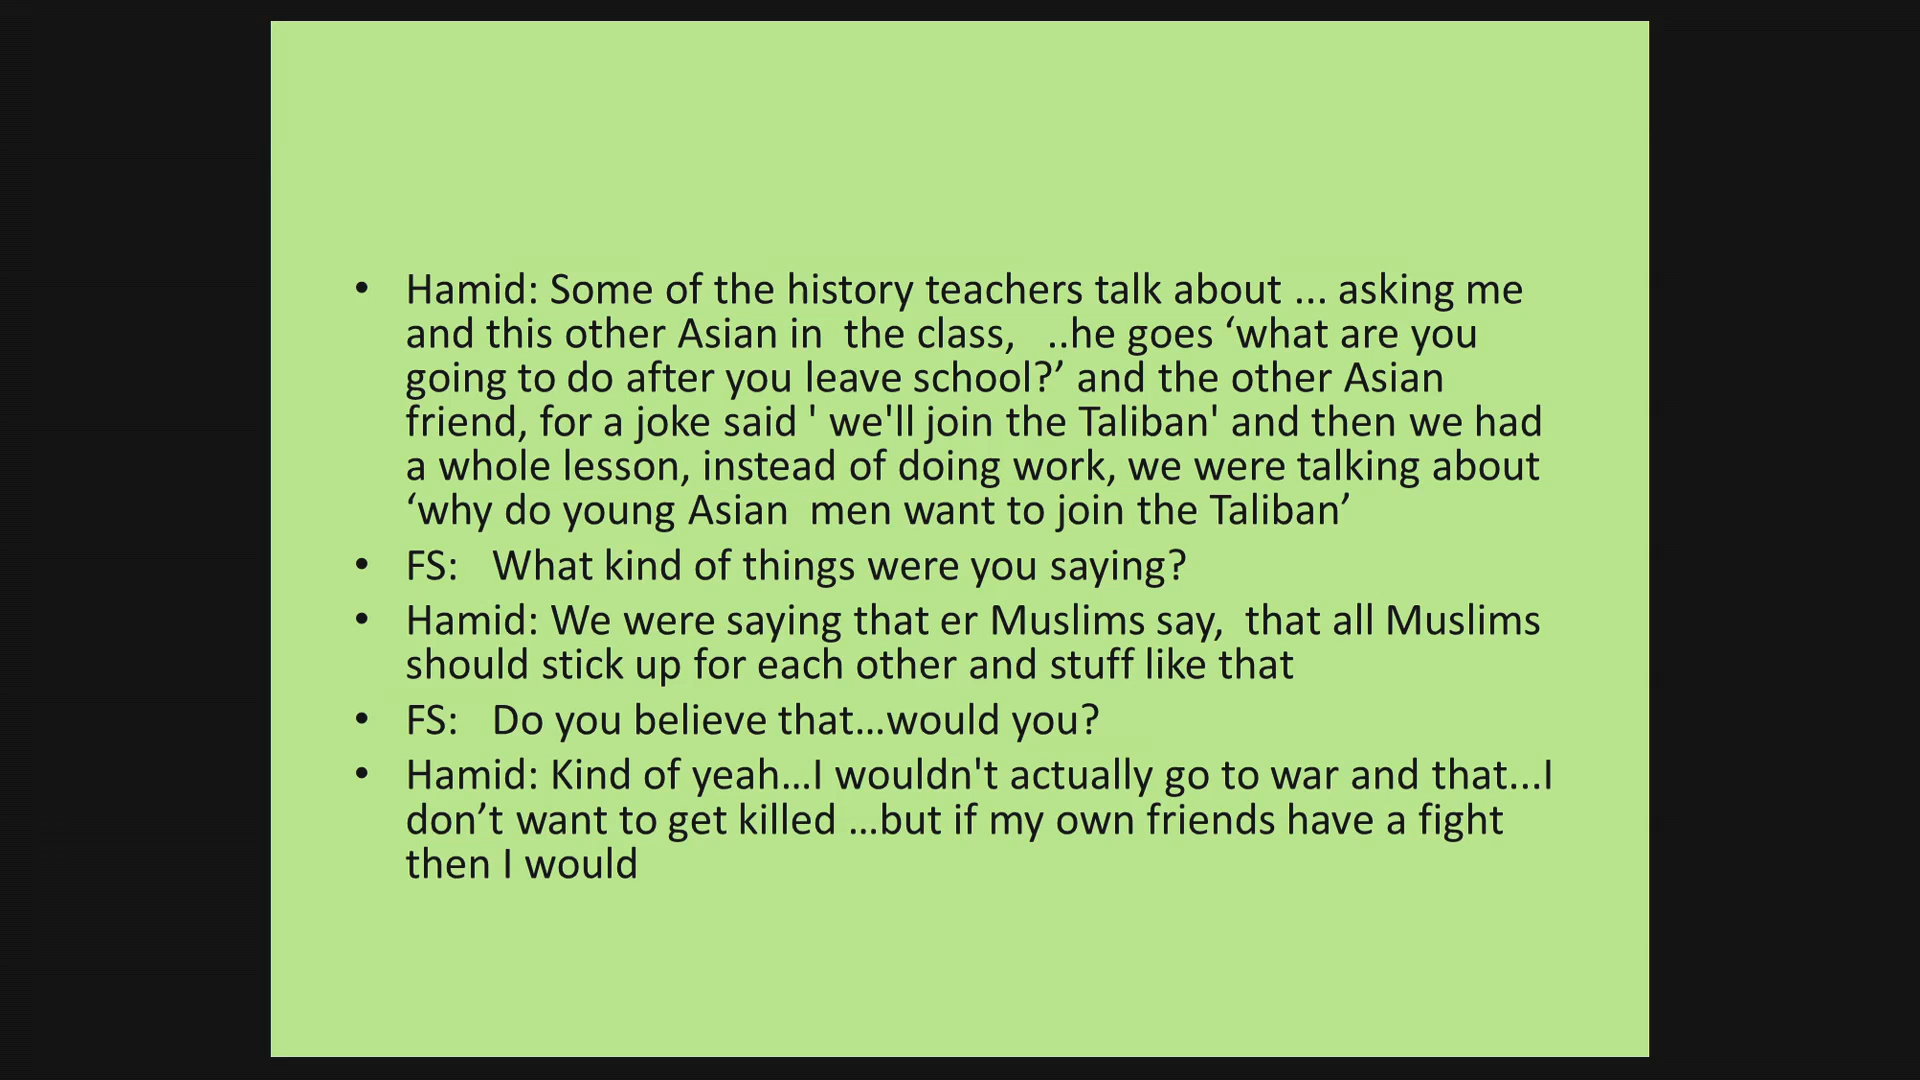 • Hamid: Some of the history teachers talk about ... asking me
and this other Asian in  the class,   ..he goes ‘what are you
going to do after you leave school?’ and the other Asian
friend, for a joke said ' we'll join the Taliban' and then we had
a whole lesson, instead of doing work, we were talking about
‘why do young Asian  men want to join the Taliban’
• FS:   What kind of things were you saying?
• Hamid: We were saying that er Muslims say,  that all Muslims
should stick up for each other and stuff like that
• FS:   Do you believe that…would you?
• Hamid: Kind of yeah…I wouldn't actually go to war and that...I
don’t want to get killed …but if my own friends have a fight
then I would